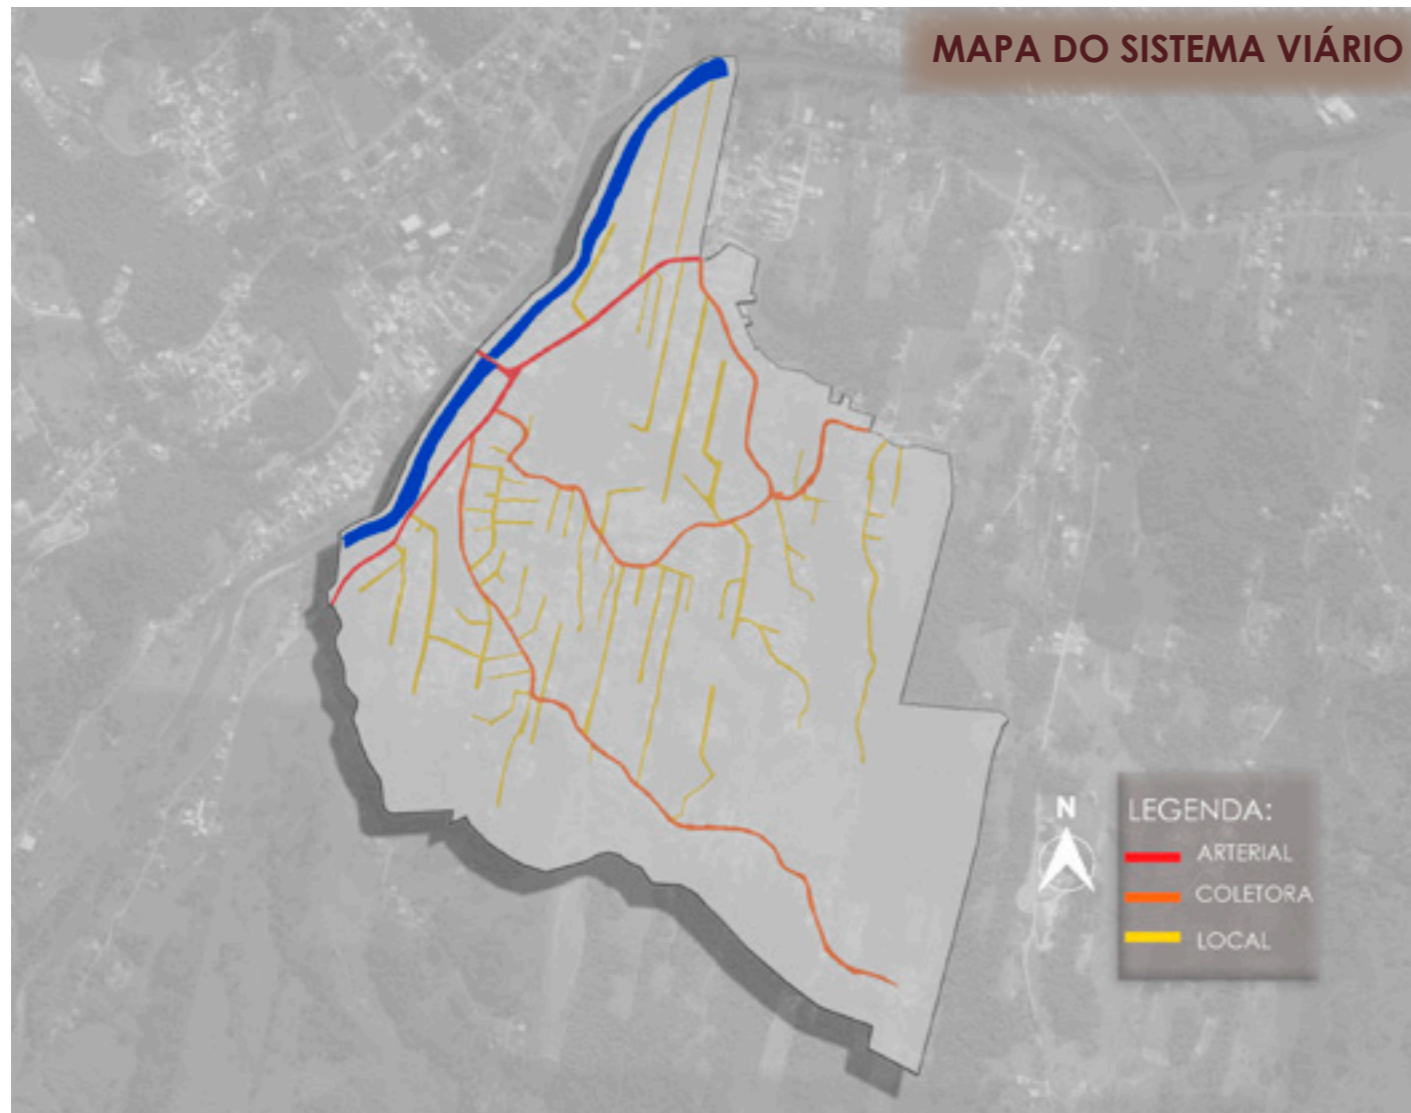 MAPA DO SISTEMA VIÁRIO
N
LEGENDA:
ARTERIAL
COLETORA
LOCAL